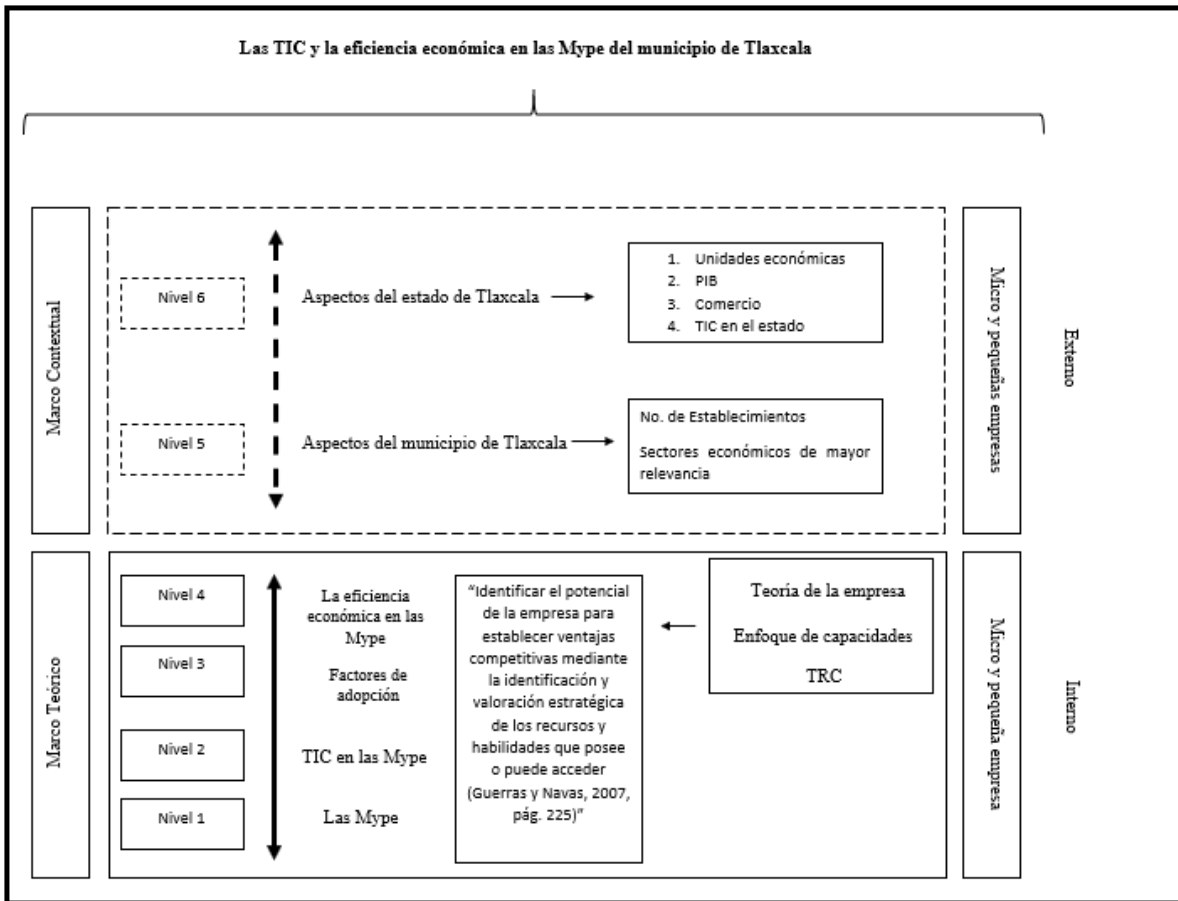 Las TIC y la eficiencia económica en las Mype del municipio de Tlaxcala
Marco Contextual
Nivel 6
Aspectos del estado de Tlaxcala
1. Unidades económicas
2. PIB
3. Comercio
4. TIC en el estado
Nivel 5
Aspectos del municipio de Tlaxcala
No. de Establecimientos
Sectores económicos de mayor
relevancia
Micro y pequeñas empresas
Externo
Marco Teórico
Nivel 4
La eficiencia
económica en las
Mype
Nivel 3
Factores de
adopción
Nivel 2
TIC en las Mype
Nivel 1
Las Mype
“Identificar el potencial
de la empresa para
establecer ventajas
competitivas mediante
la identificación y
valoración estratégica
de los recursos y
habilidades que posee
o puede acceder
(Guerras y Navas, 2007,
pág. 225)”
Teoría de la empresa
Enfoque de capacidades
TRC
Micro y pequeña empresa
Interno